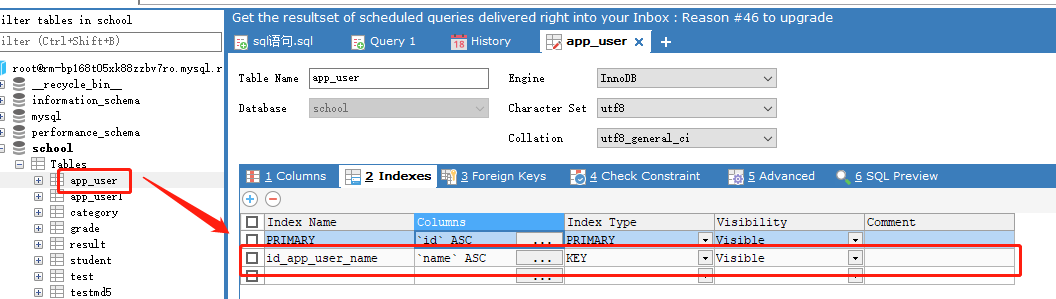 Get the resultset of scheduled queries delivered right into your Inbox : Reason #46 to upgrade
ilter tables in school
ilter (Ctrl+Shift+B)
root@rm-bp168t05xk88zzbv7ro.mysql.r
__recycle_bin__
information_schema
mysql
performance_schema
school
Tables
app_user
app_user1
category
grade
result
student
test
testmd5
sql语句.sql Query 1 History app_user
Table Name app_user Engine InnoDB
Database school Character Set utf8
Collation utf8_general_ci
1 Columns 2 Indexes 3 Foreign Keys 4 Check Constraint 5 Advanced 6 SQL Preview
Index Name Columns Index Type Visibility Comment
PRIMARY `id` ASC ... PRIMARY Visible
id_app_user_name `name` ASC ... KEY Visible
...